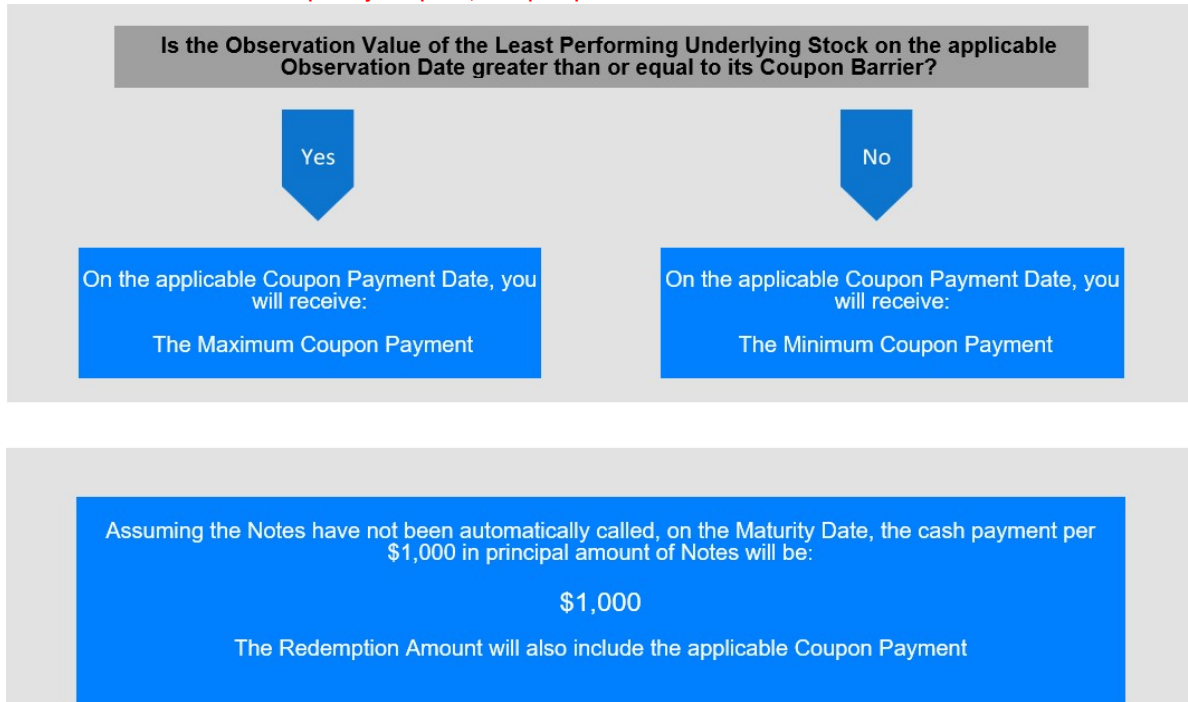 Is the Observation Value of the Least Performing Underlying Stock on the applicable
Observation Date greater than or equal to its Coupon Barrier?
Yes
No
On the applicable Coupon Payment Date, you
will receive:
The Maximum Coupon Payment
On the applicable Coupon Payment Date, you
will receive:
The Minimum Coupon Payment
Assuming the Notes have not been automatically called, on the Maturity Date, the cash payment per
$1,000 in principal amount of Notes will be:
$1,000
The Redemption Amount will also include the applicable Coupon Payment